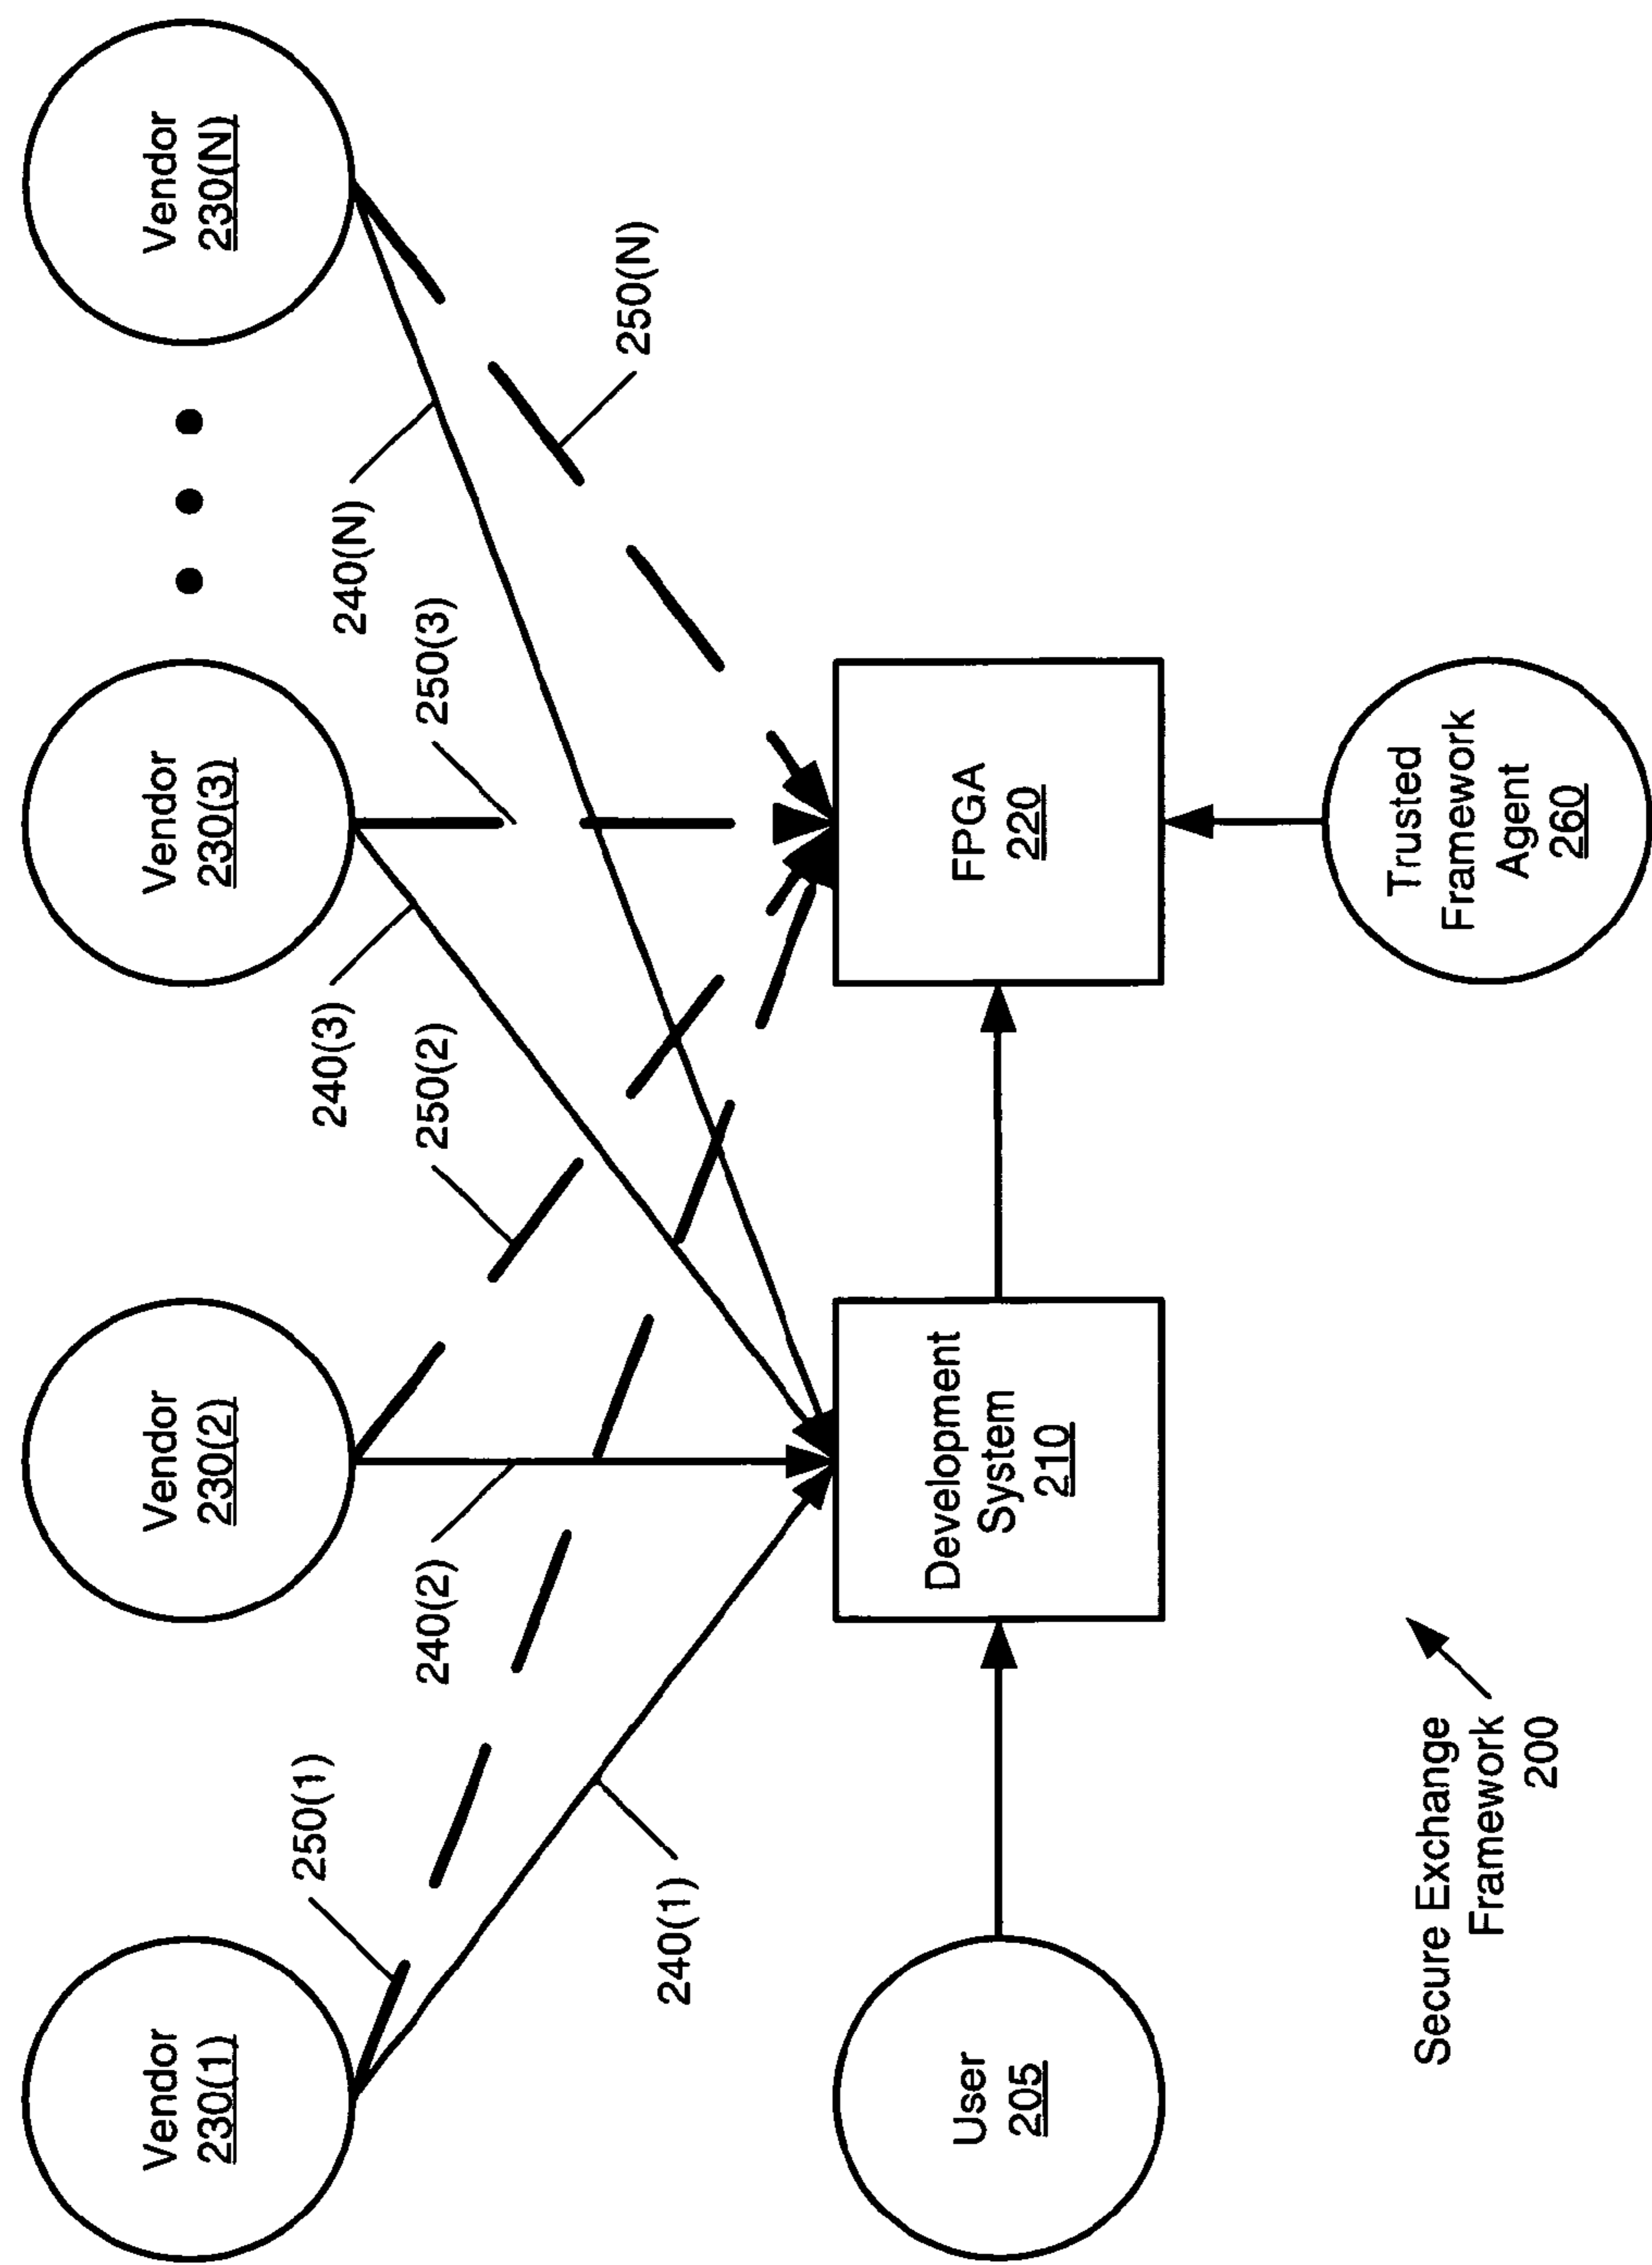 Vendor
230(1)
Vendor
230(2)
Vendor
230(3)
Vendor
230(N)
250(1)
240(1)
240(2)
250(2)
240(3)
250(3)
240(N)
250(N)
User
205
Development
System
210
FPGA
220
Trusted
Framework
Agent
260
Secure Exchange
Framework
200